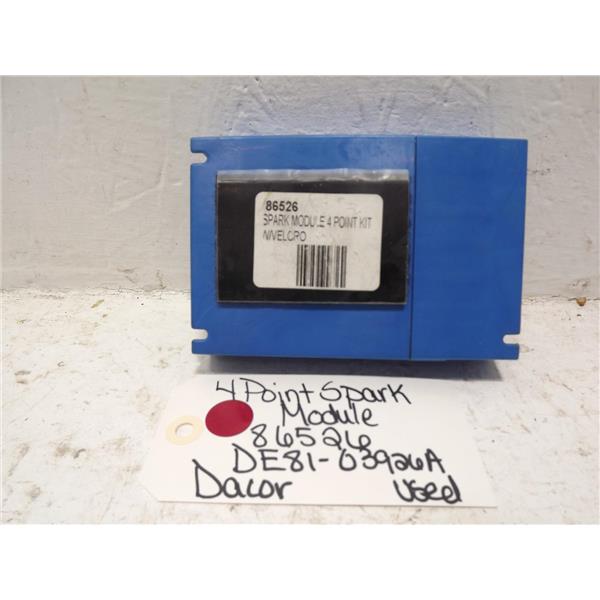 86526
SPARK MODULE 4 POINT KIT
W/VELCRO
4 Point Spark
Module
86526
DE81-03926A
Dacor Used